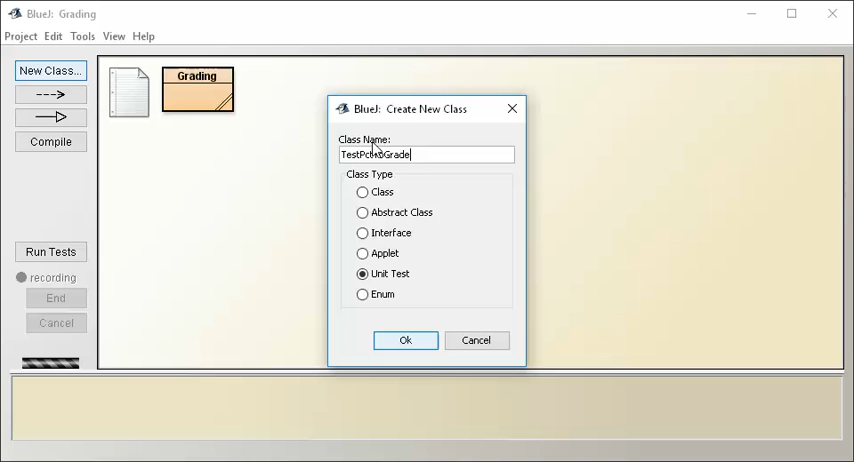 BlueJ: Grading
Project Edit Tools View Help
New Class...
Compile
Run Tests
recording
End
Cancel
Grading
BlueJ: Create New Class
Class Name:
Class Type
Class
Abstract Class
Interface
Applet
Unit Test
Enum
Ok Cancel